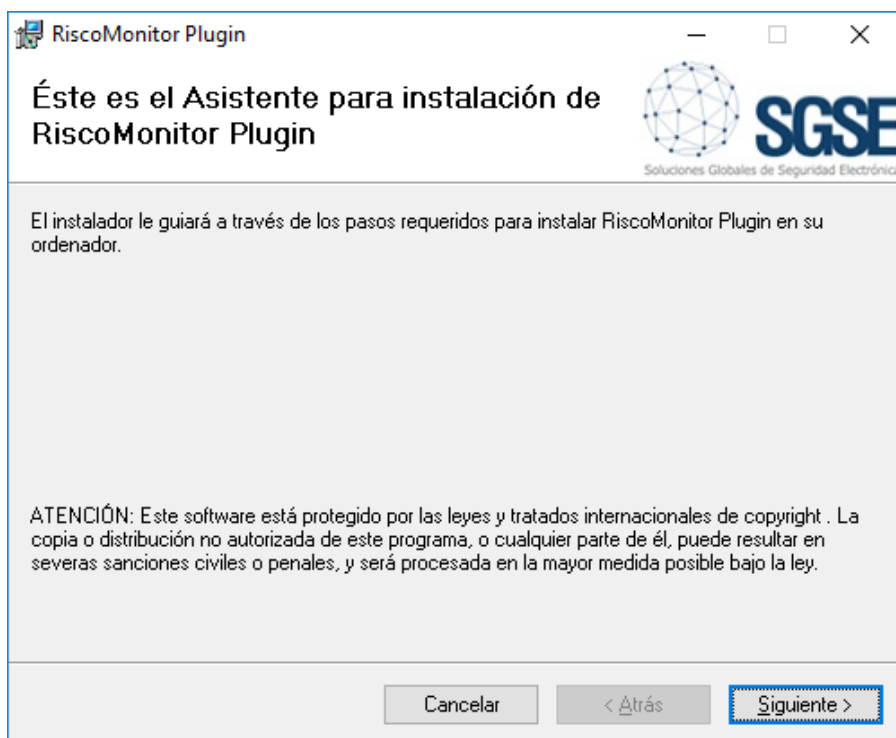 RiscoMonitor Plugin
Éste es el Asistente para instalación de
RiscoMonitor Plugin
SGSE
Soluciones Globales de Seguridad Electrónica
El instalador le guiará a través de los pasos requeridos para instalar RiscoMonitor Plugin en su
ordenador.
ATENCIÓN: Este software está protegido por las leyes y tratados internacionales de copyright . La
copia o distribución no autorizada de este programa, o cualquier parte de él, puede resultar en
severas sanciones civiles o penales, y será procesada en la mayor medida posible bajo la ley.
Cancelar
< Atrás
Siguiente >